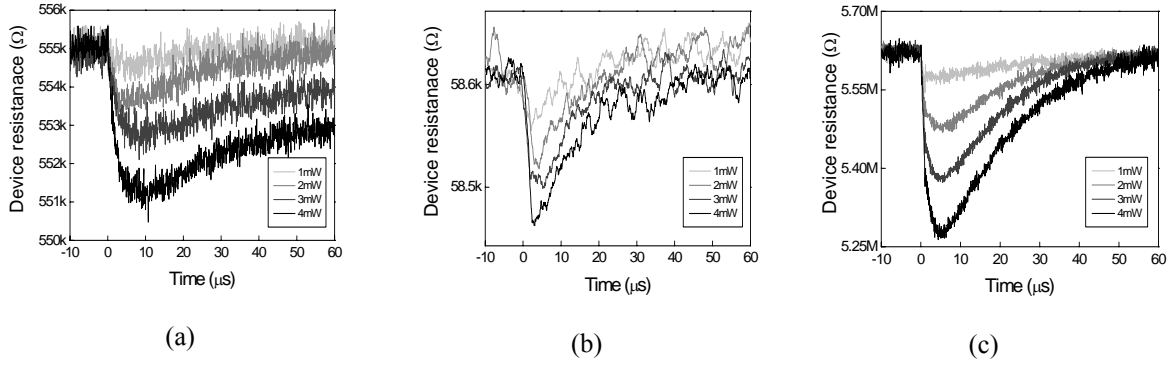 556k
555k
554k
553k
552k
551k
550k
Device resistanace (Ω)
1mW
2mW
3mW
4mW
-10 0 10 20 30 40 50 60
Time (μs)
(a)
58.6k
58.5k
Device resistance (Ω)
1mW
2mW
3mW
4mW
-10 0 10 20 30 40 50 60
Time (μs)
(b)
5.70M
5.55M
5.40M
5.25M
Device resistance (Ω)
1mW
2mW
3mW
4mW
-10 0 10 20 30 40 50 60
Time (μs)
(c)